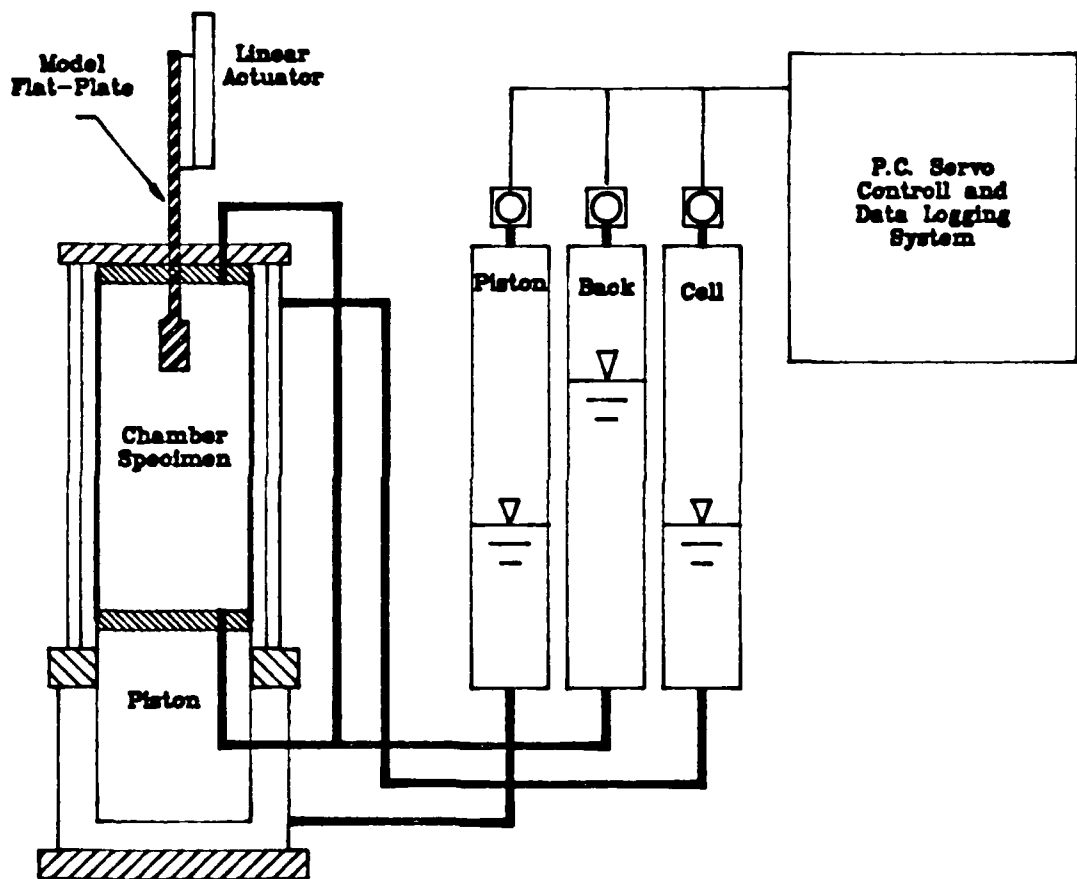 Model
Flat-Plate
Linear
Actuator
P.C. Servo
Controll and
Data Logging
System
Piston
Back
Cell
Chamber
Specimen
Piston